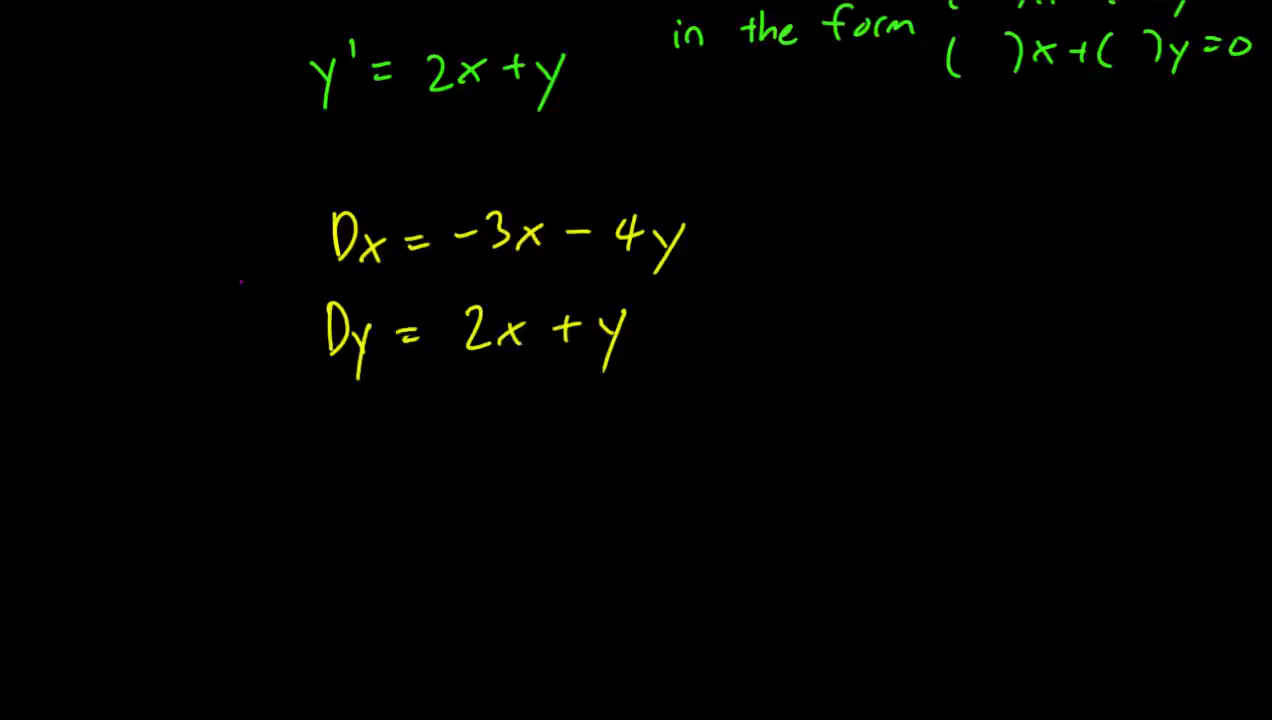 in the form
( )x + ( )y = 0
y' = 2x + y
Dx = -3x - 4y
Dy = 2x + y